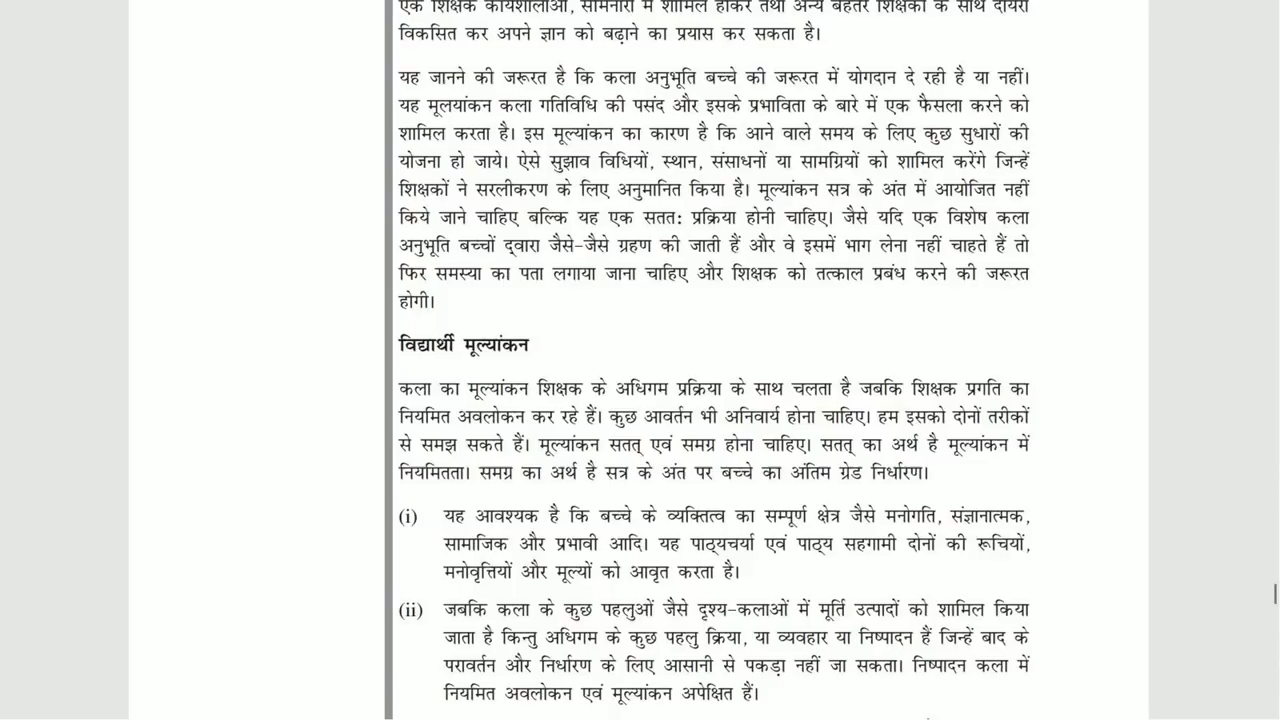 एक शिक्षक कार्यशालाओं, सेमिनारों में शामिल होकर तथा अन्य बेहतर शिक्षकों के साथ दायरा
विकसित कर अपने ज्ञान को बढ़ाने का प्रयास कर सकता है।
यह जानने की जरूरत है कि कला अनुभूति बच्चे की जरूरत में योगदान दे रही है या नहीं।
यह मूलयांकन कला गतिविधि की पसंद और इसके प्रभाविता के बारे में एक फैसला करने को
शामिल करता है। इस मूल्यांकन का कारण है कि आने वाले समय के लिए कुछ सुधारों की
योजना हो जाये। ऐसे सुझाव विधियों, स्थान, संसाधनों या सामग्रियों को शामिल करेंगे जिन्हें
शिक्षकों ने सरलीकरण के लिए अनुमानित किया है। मूल्यांकन सत्र के अंत में आयोजित नहीं
किये जाने चाहिए बल्कि यह एक सतत: प्रक्रिया होनी चाहिए। जैसे यदि एक विशेष कला
अनुभूति बच्चों द्वारा जैसे-जैसे ग्रहण की जाती हैं और वे इसमें भाग लेना नहीं चाहते हैं तो
फिर समस्या का पता लगाया जाना चाहिए और शिक्षक को तत्काल प्रबंध करने की जरूरत
होगी।
विद्यार्थी मूल्यांकन
कला का मूल्यांकन शिक्षक के अधिगम प्रक्रिया के साथ चलता है जबकि शिक्षक प्रगति का
नियमित अवलोकन कर रहे हैं। कुछ आवर्तन भी अनिवार्य होना चाहिए। हम इसको दोनों तरीकों
से समझ सकते हैं। मूल्यांकन सतत् एवं समग्र होना चाहिए। सतत् का अर्थ है मूल्यांकन में
नियमितता। समग्र का अर्थ है सत्र के अंत पर बच्चे का अंतिम ग्रेड निर्धारण।
(i) यह आवश्यक है कि बच्चे के व्यक्तित्व का सम्पूर्ण क्षेत्र जैसे मनोगति, संज्ञानात्मक,
सामाजिक और प्रभावी आदि। यह पाठ्यचर्या एवं पाठ्य सहगामी दोनों की रूचियों,
मनोवृत्तियों और मूल्यों को आवृत करता है।
(ii) जबकि कला के कुछ पहलुओं जैसे दृश्य-कलाओं में मूर्ति उत्पादों को शामिल किया
जाता है किन्तु अधिगम के कुछ पहलु क्रिया, या व्यवहार या निष्पादन हैं जिन्हें बाद के
परावर्तन और निर्धारण के लिए आसानी से पकड़ा नहीं जा सकता। निष्पादन कला में
नियमित अवलोकन एवं मूल्यांकन अपेक्षित हैं।